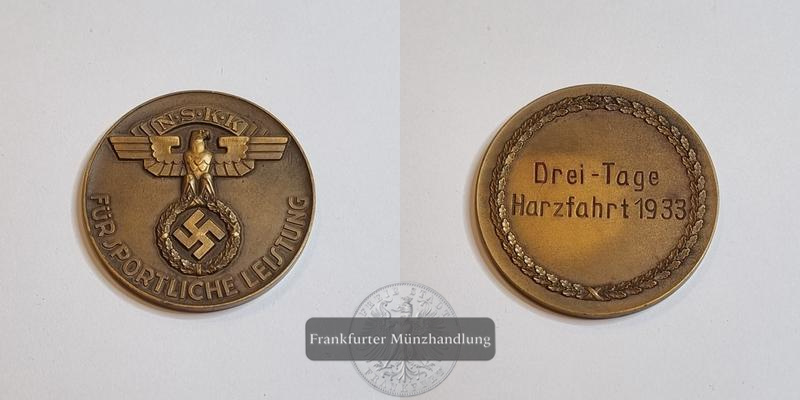 N·S·K·K
FÜR SPORTLICHE LEISTUNG
Drei-Tage
Harzfahrt 1933
Frankfurter Münzhandlung